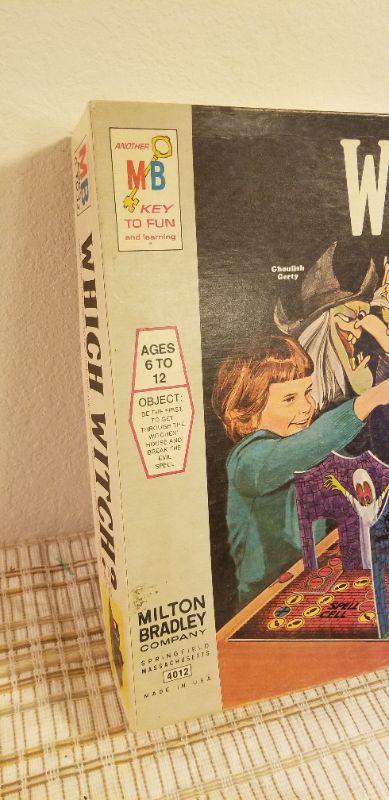 MB
WHICH WITCH?
ANOTHER
MB
KEY
TO FUN
and learning
W
Ghoulish
Gerty
AGES
6 TO
12
OBJECT:
BE THE FIRST
TO GET
THROUGH THE
WITCHES'
HOUSE AND
BREAK THE
EVIL
SPELL
SPELL
CELL
MILTON
BRADLEY
COMPANY
SPRINGFIELD
MASSACHUSETTS
4012
MADE IN U.S.A.